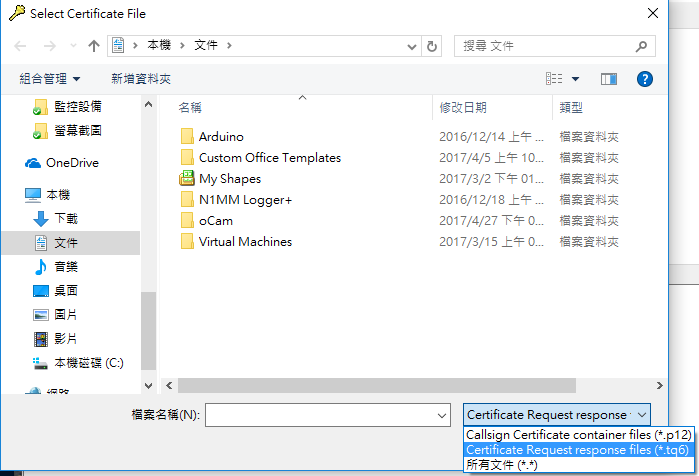 Select Certificate File
本機 › 文件 ›
搜尋 文件
組合管理
新增資料夾
名稱
修改日期
類型
監控設備
螢幕截圖
OneDrive
本機
下載
文件
音樂
桌面
圖片
影片
本機磁碟 (C:)
網路
Arduino 2016/12/14 上午 ... 檔案資料夾
Custom Office Templates 2017/4/5 上午 10... 檔案資料夾
My Shapes 2017/3/2 下午 01... 檔案資料夾
N1MM Logger+ 2016/12/18 上午 ... 檔案資料夾
oCam 2017/4/27 下午 0... 檔案資料夾
Virtual Machines 2017/3/15 上午 0... 檔案資料夾
檔案名稱(N):
Certificate Request response
Callsign Certificate container files (*.p12)
Certificate Request response files (*.tq6)
所有文件 (*.*)